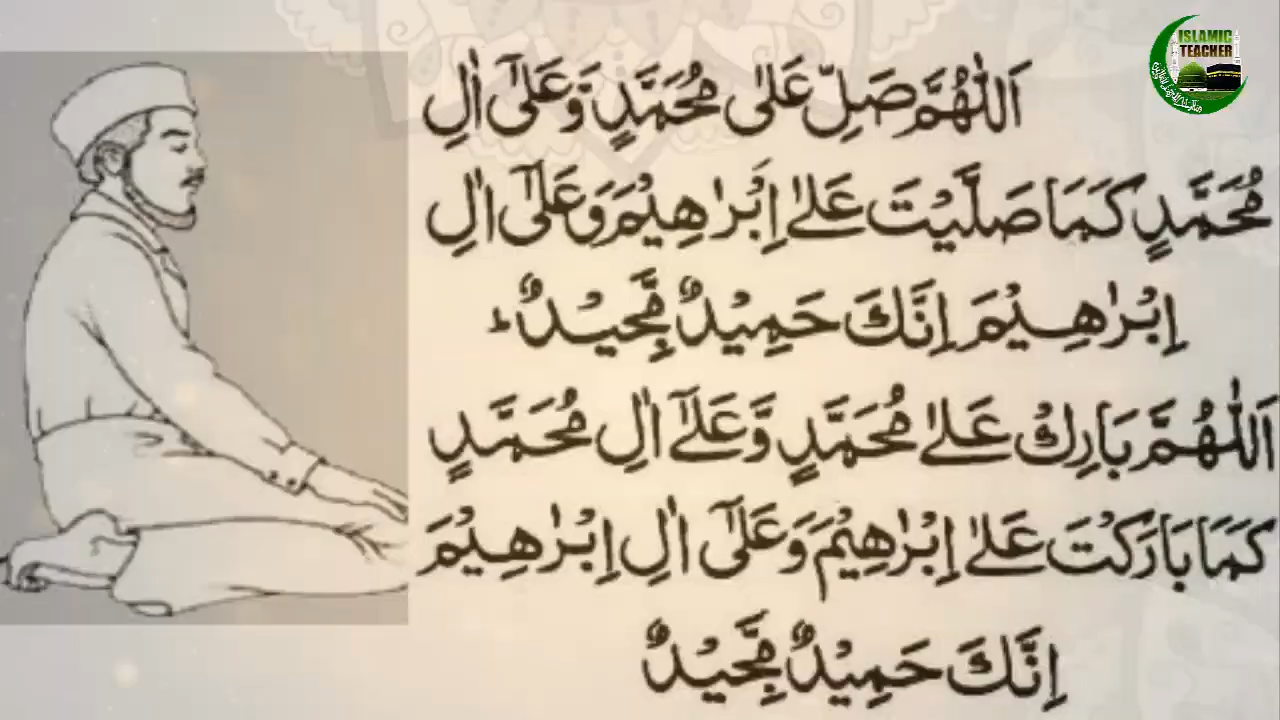 ISLAMIC
TEACHER
اَللّٰهُمَّ صَلِّ عَلٰى مُحَمَّدٍ وَّعَلٰٓى اٰلِ
مُحَمَّدٍ كَمَا صَلَّيْتَ عَلٰى اِبْرٰهِيْمَ وَعَلٰٓى اٰلِ
اِبْرٰهِيْمَ اِنَّكَ حَمِيْدٌ مَّجِيْدٌ ؕ
اَللّٰهُمَّ بَارِكْ عَلٰى مُحَمَّدٍ وَّعَلٰٓى اٰلِ مُحَمَّدٍ
كَمَا بَارَكْتَ عَلٰى اِبْرٰهِيْمَ وَعَلٰٓى اٰلِ اِبْرٰهِيْمَ
اِنَّكَ حَمِيْدٌ مَّجِيْدٌ